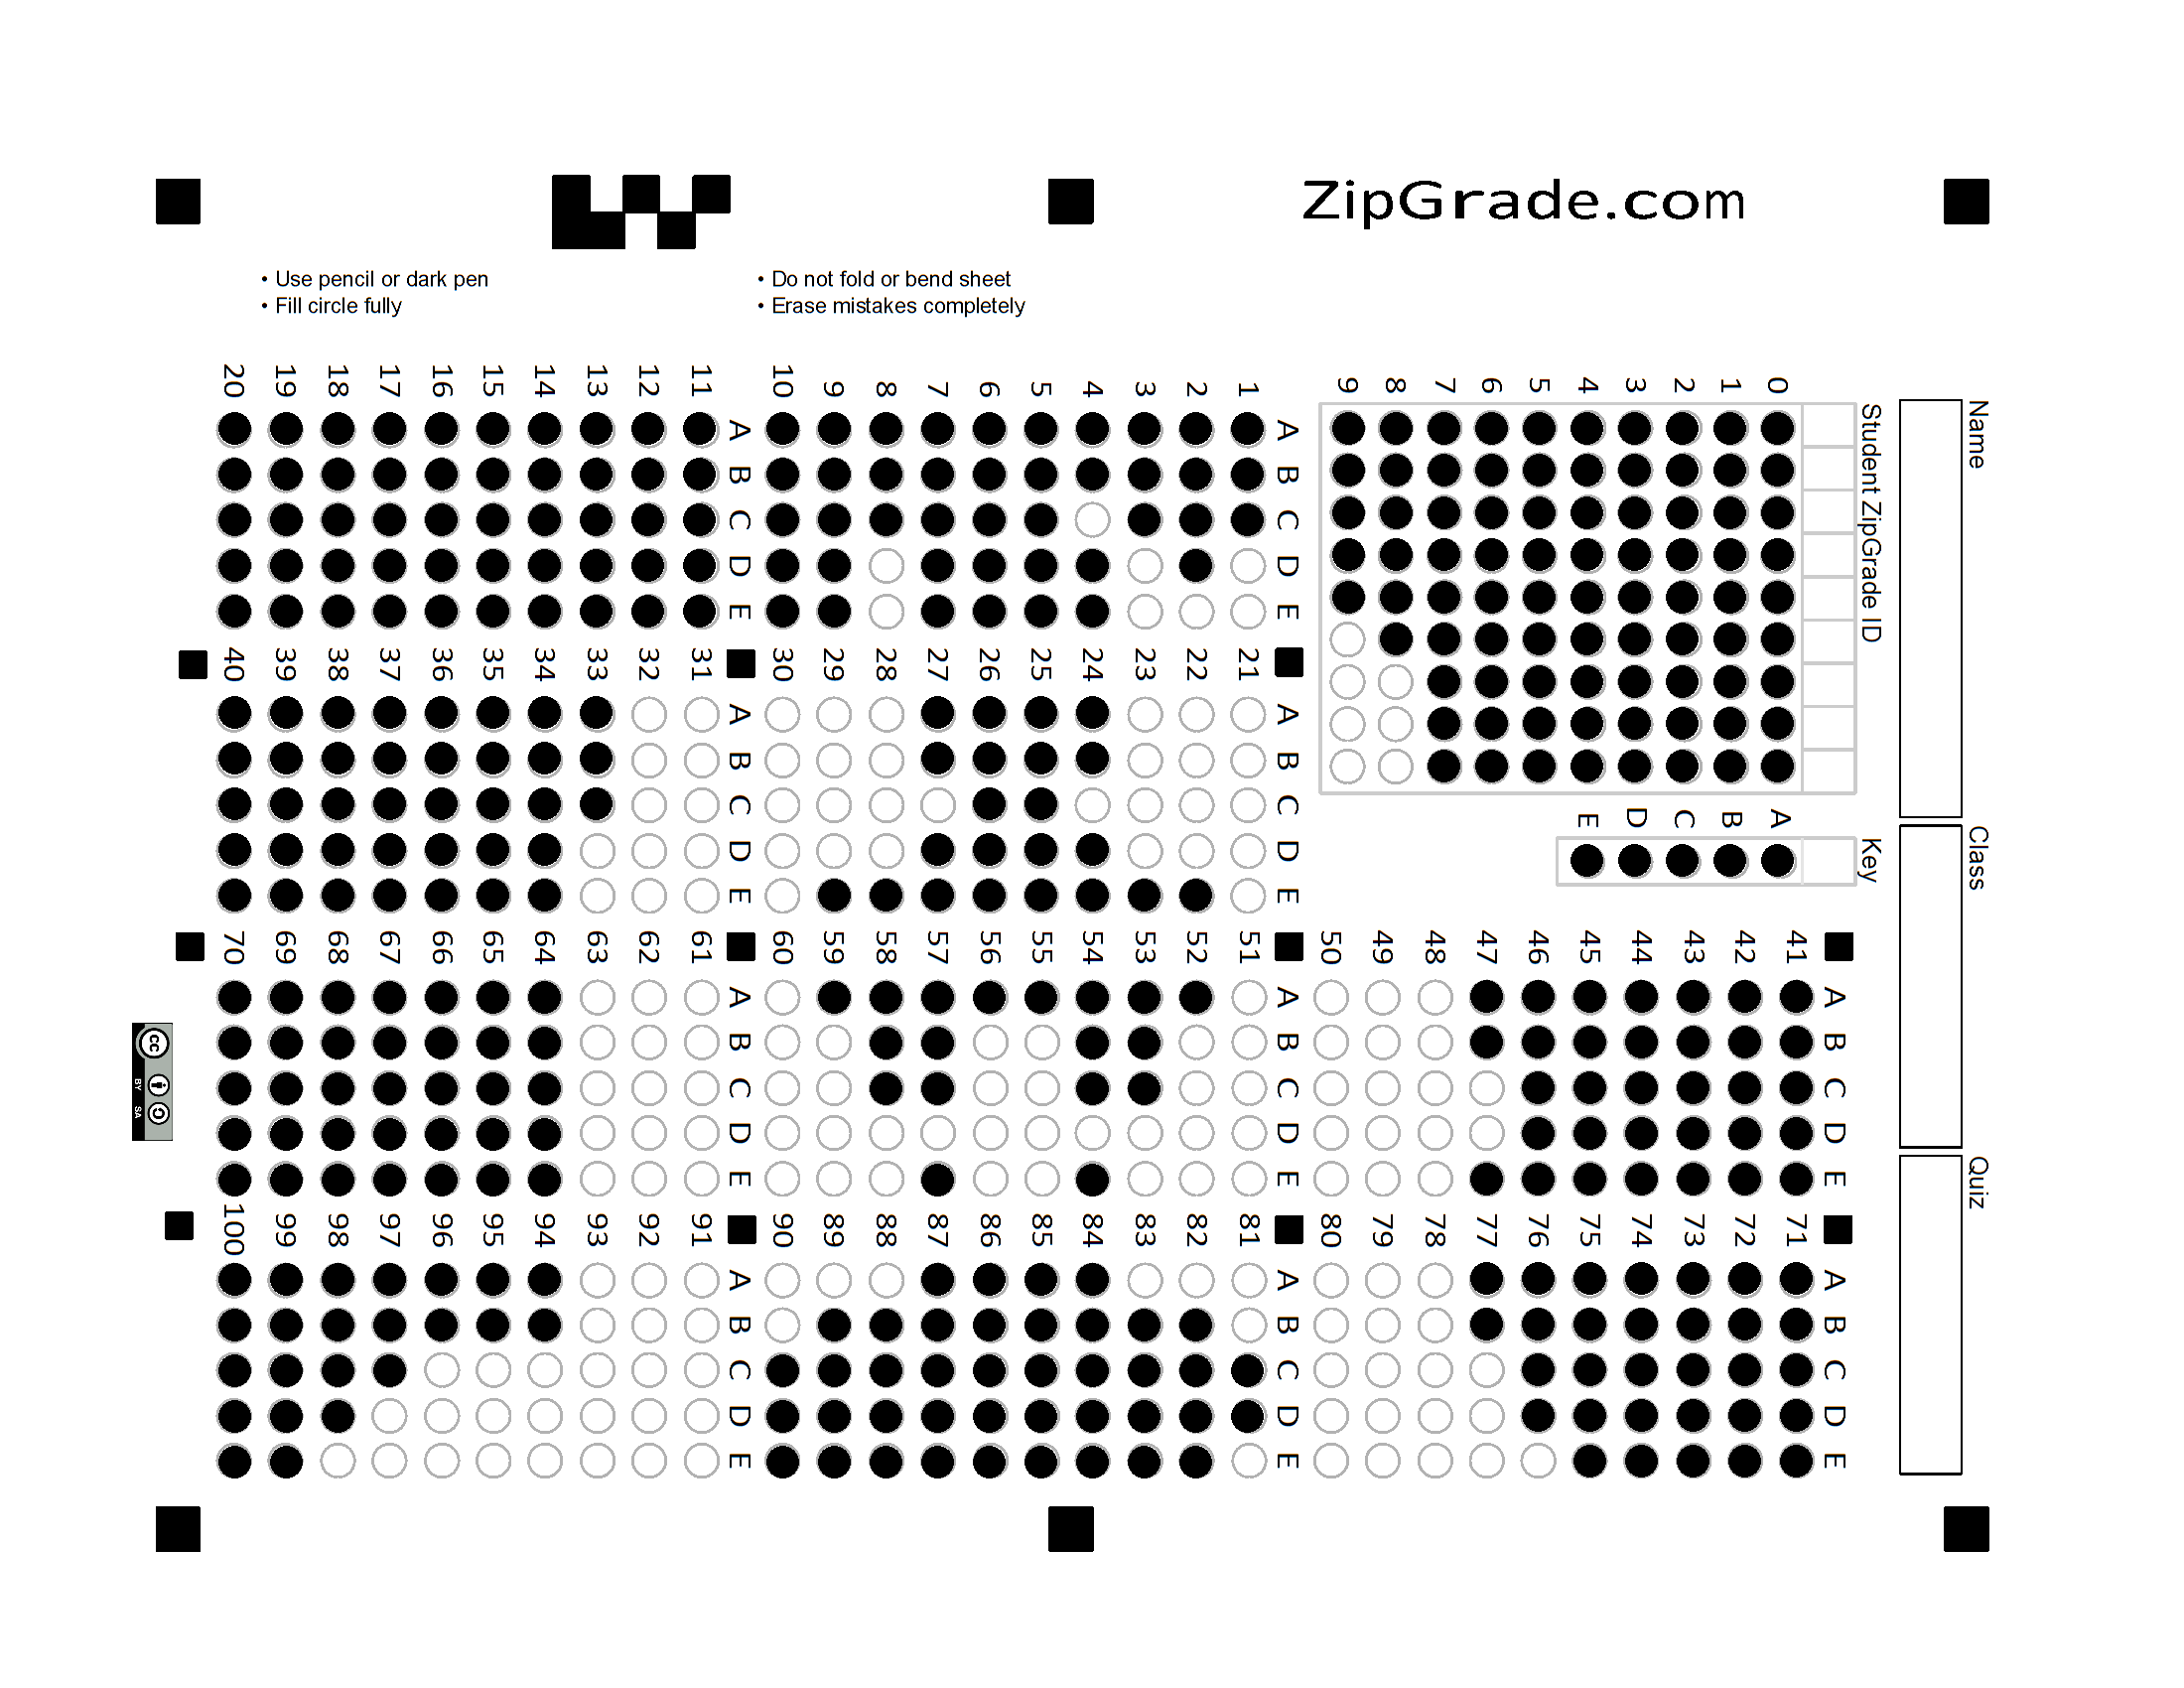 ZipGrade.com
• Use pencil or dark pen
• Fill circle fully
• Do not fold or bend sheet
• Erase mistakes completely
Name
Class
Quiz
Student ZipGrade ID
0 1 2 3 4 5 6 7 8 9
Key
A B C D E
1 2 3 4 5 6 7 8 9 10
A B C D E
11 12 13 14 15 16 17 18 19 20
A B C D E
21 22 23 24 25 26 27 28 29 30
A B C D E
31 32 33 34 35 36 37 38 39 40
A B C D E
41 42 43 44 45 46 47 48 49 50
A B C D E
51 52 53 54 55 56 57 58 59 60
A B C D E
61 62 63 64 65 66 67 68 69 70
A B C D E
71 72 73 74 75 76 77 78 79 80
A B C D E
81 82 83 84 85 86 87 88 89 90
A B C D E
91 92 93 94 95 96 97 98 99 100
A B C D E
cc
BY SA